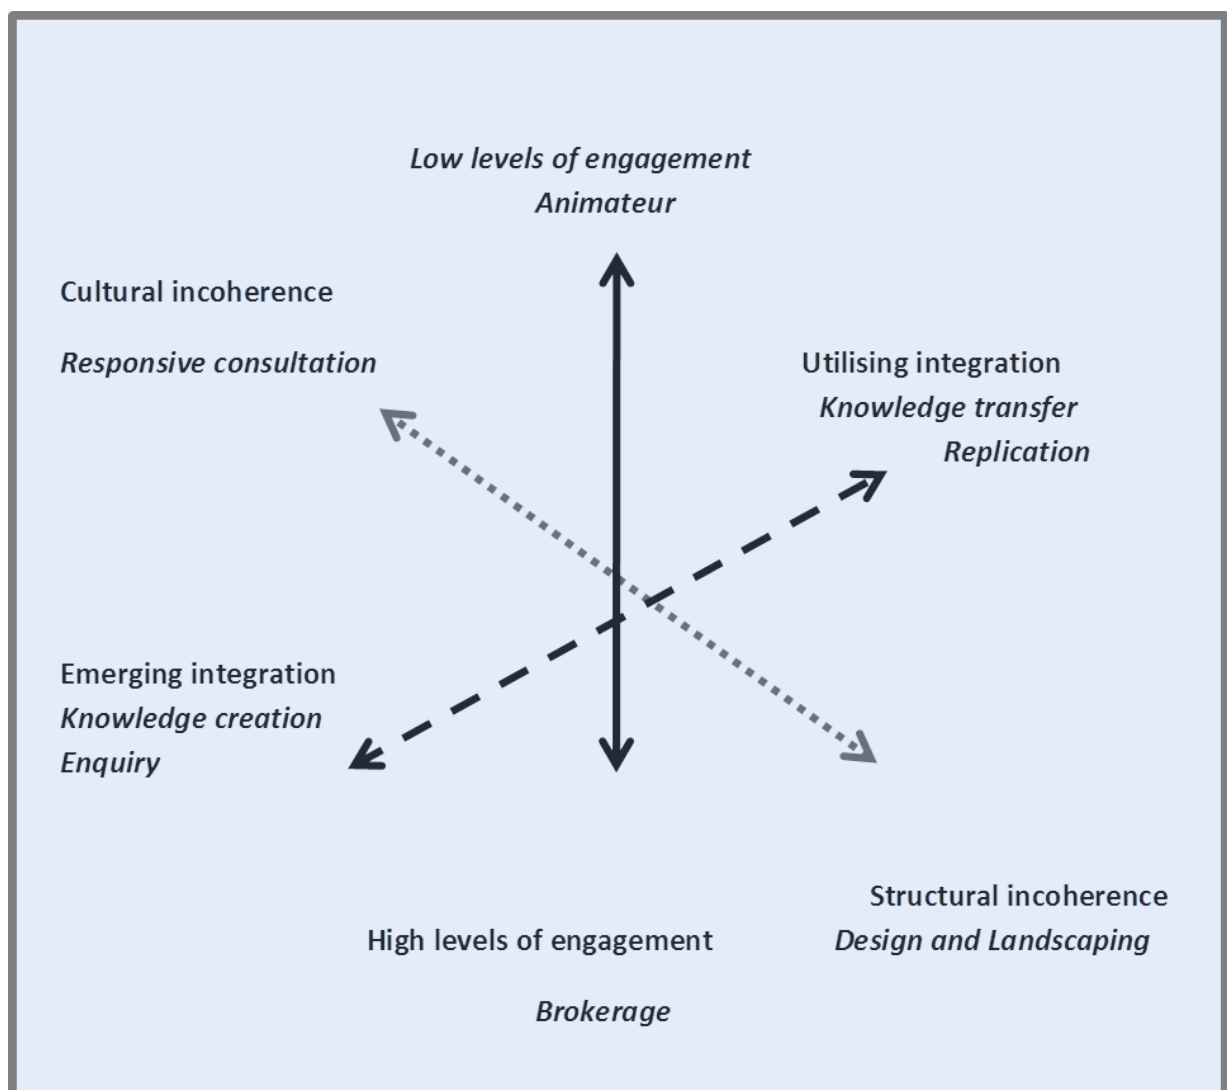 Low levels of engagement
Animateur
Cultural incoherence
Responsive consultation
Utilising integration
Knowledge transfer
Replication
Emerging integration
Knowledge creation
Enquiry
Structural incoherence
Design and Landscaping
High levels of engagement
Brokerage